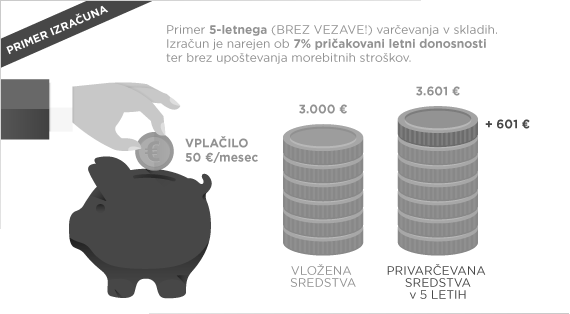 PRIMER IZRAČUNA
Primer 5-letnega (BREZ VEZAVE!) varčevanja v skladih.
Izračun je narejen ob 7% pričakovani letni donosnosti
ter brez upoštevanja morebitnih stroškov.
3.601 €
3.000 €
+ 601 €
VPLAČILO
50 €/mesec
€
VLOŽENA
SREDSTVA
PRIVARČEVANA
SREDSTVA
v 5 LETIH